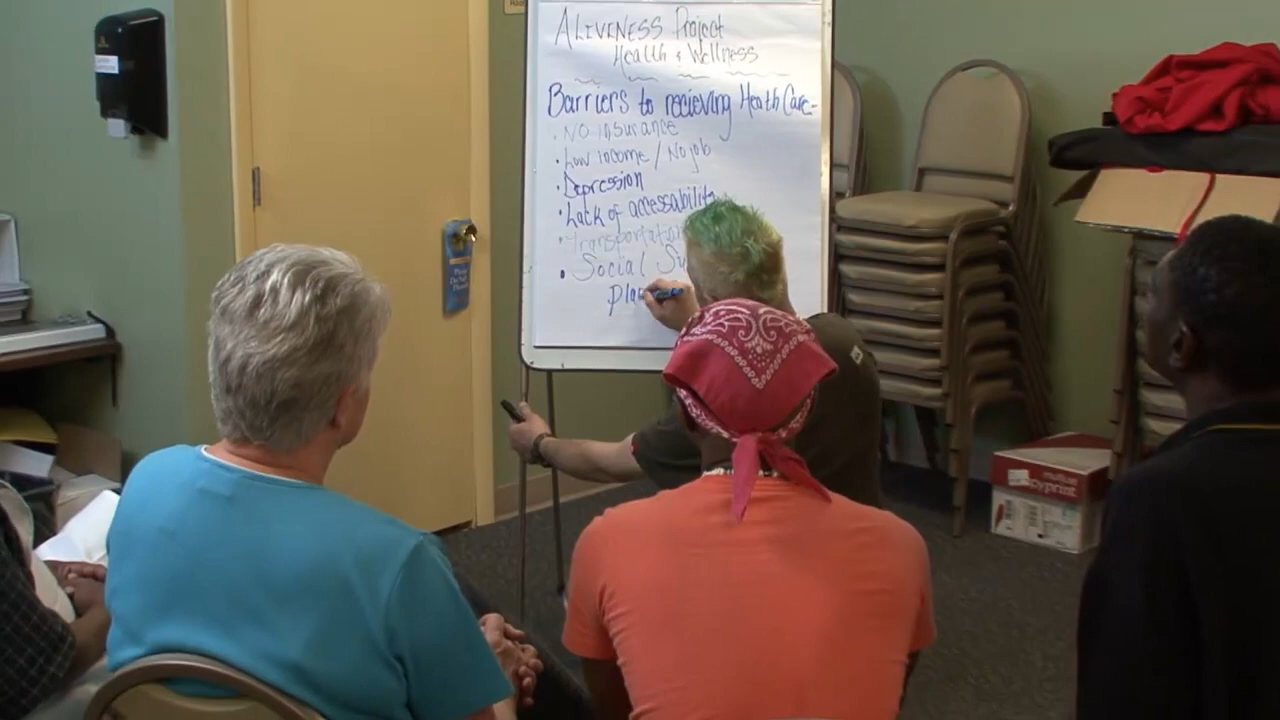 ALIVENESS Project
Health & Wellness
Barriers to recieving Heath Care-
• NO insurance
• Low income / No job
• Depression
• Lack of accessability
• Transportation
• Social